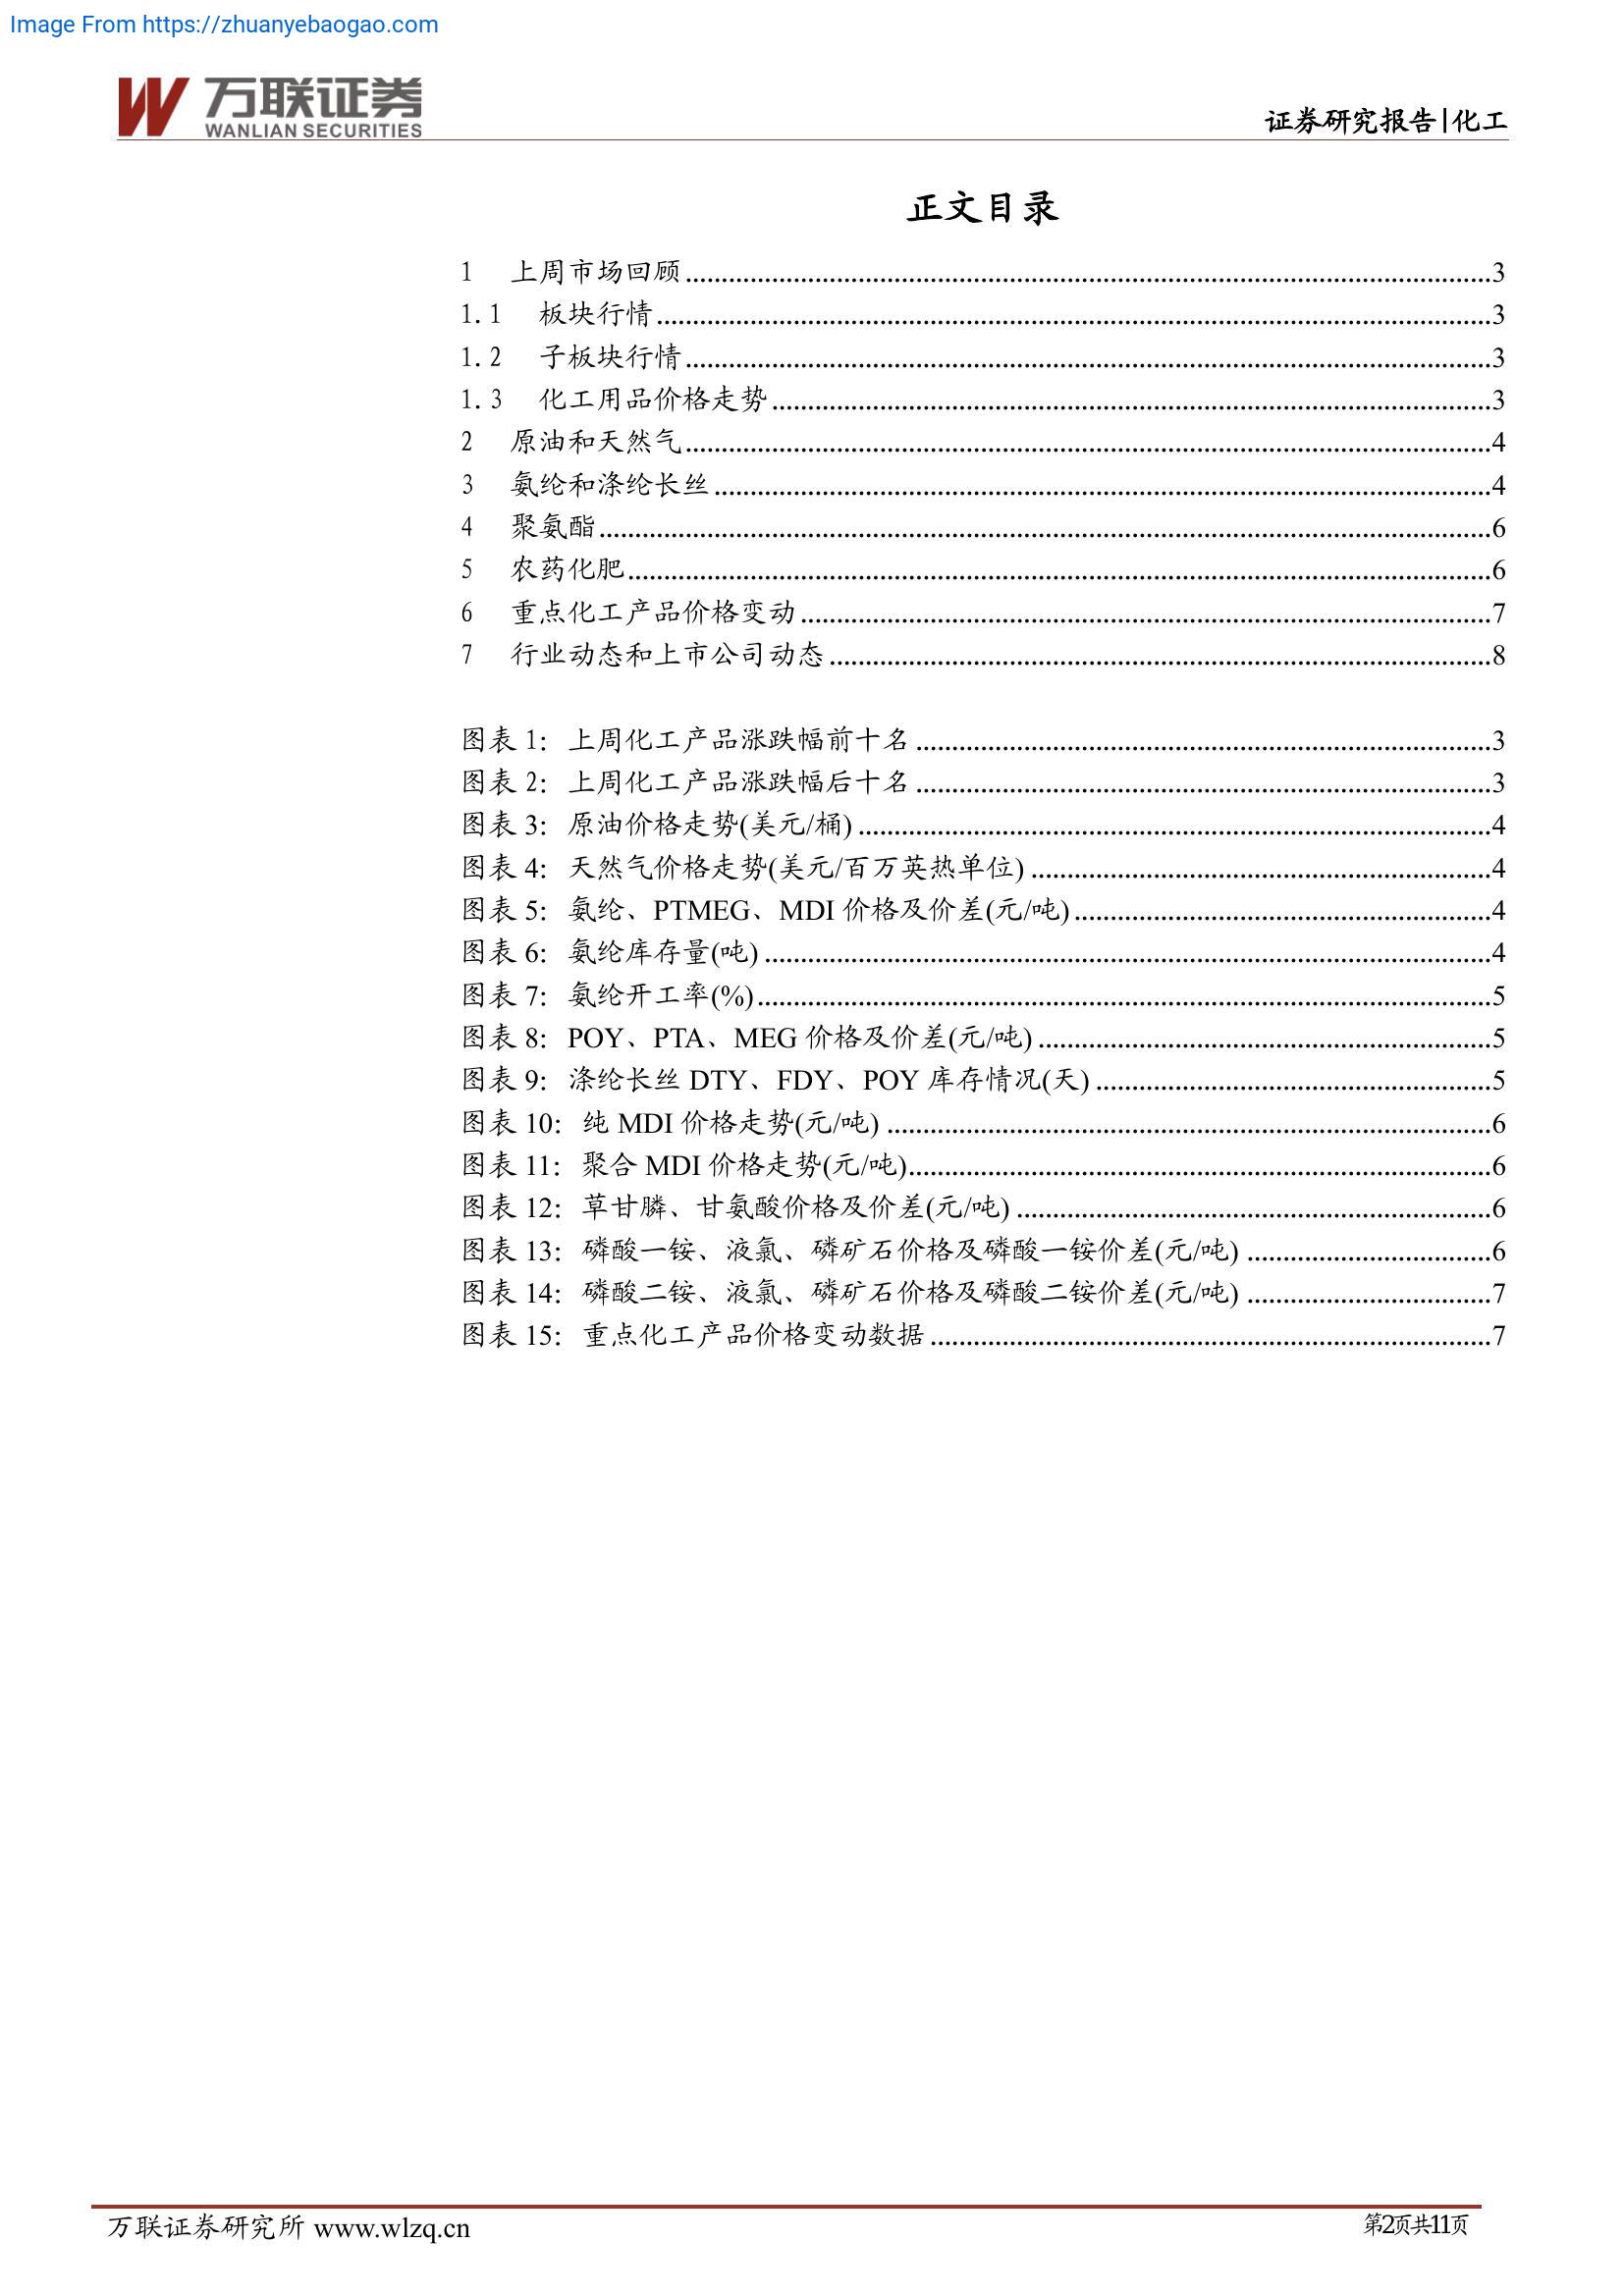 Image From https://zhuanyebaogao.com
万联证券
WANLIAN SECURITIES
证券研究报告|化工
正文目录
1 上周市场回顾 3
1.1 板块行情 3
1.2 子板块行情 3
1.3 化工用品价格走势 3
2 原油和天然气 4
3 氨纶和涤纶长丝 4
4 聚氨酯 6
5 农药化肥 6
6 重点化工产品价格变动 7
7 行业动态和上市公司动态 8
图表 1：上周化工产品涨跌幅前十名 3
图表 2：上周化工产品涨跌幅后十名 3
图表 3：原油价格走势(美元/桶) 4
图表 4：天然气价格走势(美元/百万英热单位) 4
图表 5：氨纶、PTMEG、MDI 价格及价差(元/吨) 4
图表 6：氨纶库存量(吨) 4
图表 7：氨纶开工率(%) 5
图表 8：POY、PTA、MEG 价格及价差(元/吨) 5
图表 9：涤纶长丝 DTY、FDY、POY 库存情况(天) 5
图表 10：纯 MDI 价格走势(元/吨) 6
图表 11：聚合 MDI 价格走势(元/吨) 6
图表 12：草甘膦、甘氨酸价格及价差(元/吨) 6
图表 13：磷酸一铵、液氯、磷矿石价格及磷酸一铵价差(元/吨) 6
图表 14：磷酸二铵、液氯、磷矿石价格及磷酸二铵价差(元/吨) 7
图表 15：重点化工产品价格变动数据 7
万联证券研究所 www.wlzq.cn
第2页共11页